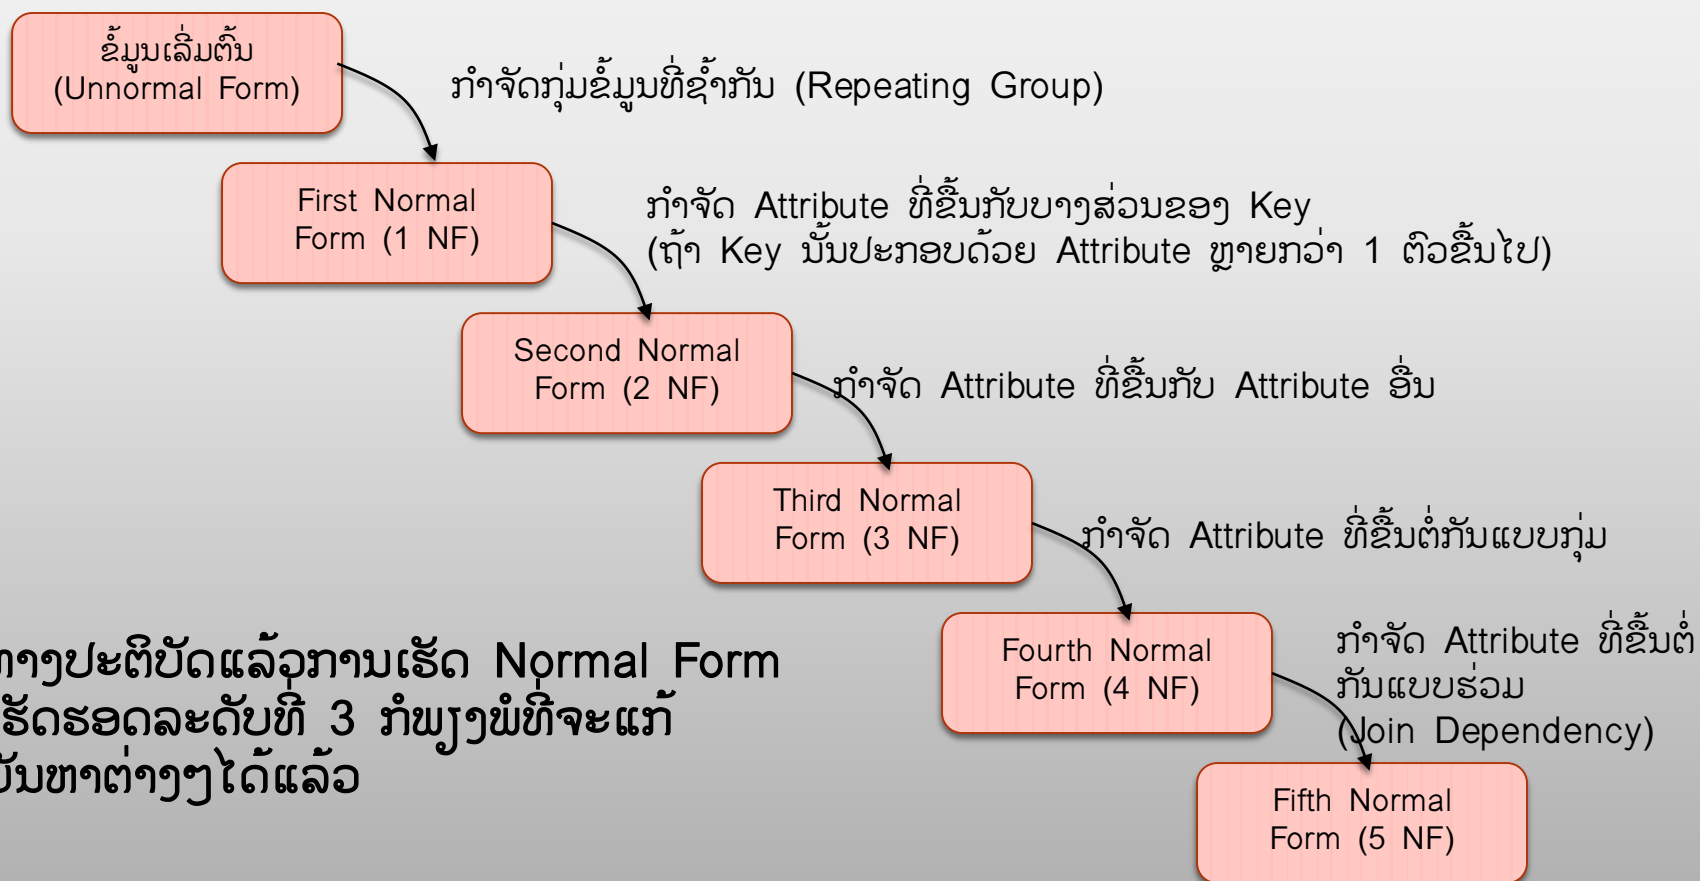 ຂໍ້ມູນເລີ່ມຕົ້ນ
(Unnormal Form)
ກຳຈັດກຸ່ມຂໍ້ມູນທີ່ຊ້ຳກັນ (Repeating Group)
First Normal
Form (1 NF)
ກຳຈັດ Attribute ທີ່ຂື້ນກັບບາງສ່ວນຂອງ Key
(ຖ້າ Key ນັ້ນປະກອບດ້ວຍ Attribute ຫຼາຍກວ່າ 1 ຕົວຂື້ນໄປ)
Second Normal
Form (2 NF)
ກຳຈັດ Attribute ທີ່ຂື້ນກັບ Attribute ອື່ນ
Third Normal
Form (3 NF)
ກຳຈັດ Attribute ທີ່ຂື້ນຕໍ່ກັນແບບກຸ່ມ
Fourth Normal
Form (4 NF)
ກຳຈັດ Attribute ທີ່ຂື້ນຕໍ່
ກັນແບບຮ່ວມ
(Join Dependency)
Fifth Normal
Form (5 NF)
ທາງປະຕິບັດແລ້ວການເຮັດ Normal Form
ຮັດຮອດລະດັບທີ່ 3 ກໍພຽງພໍທີ່ຈະແກ້
ບັນຫາຕ່າງໆໄດ້ແລ້ວ